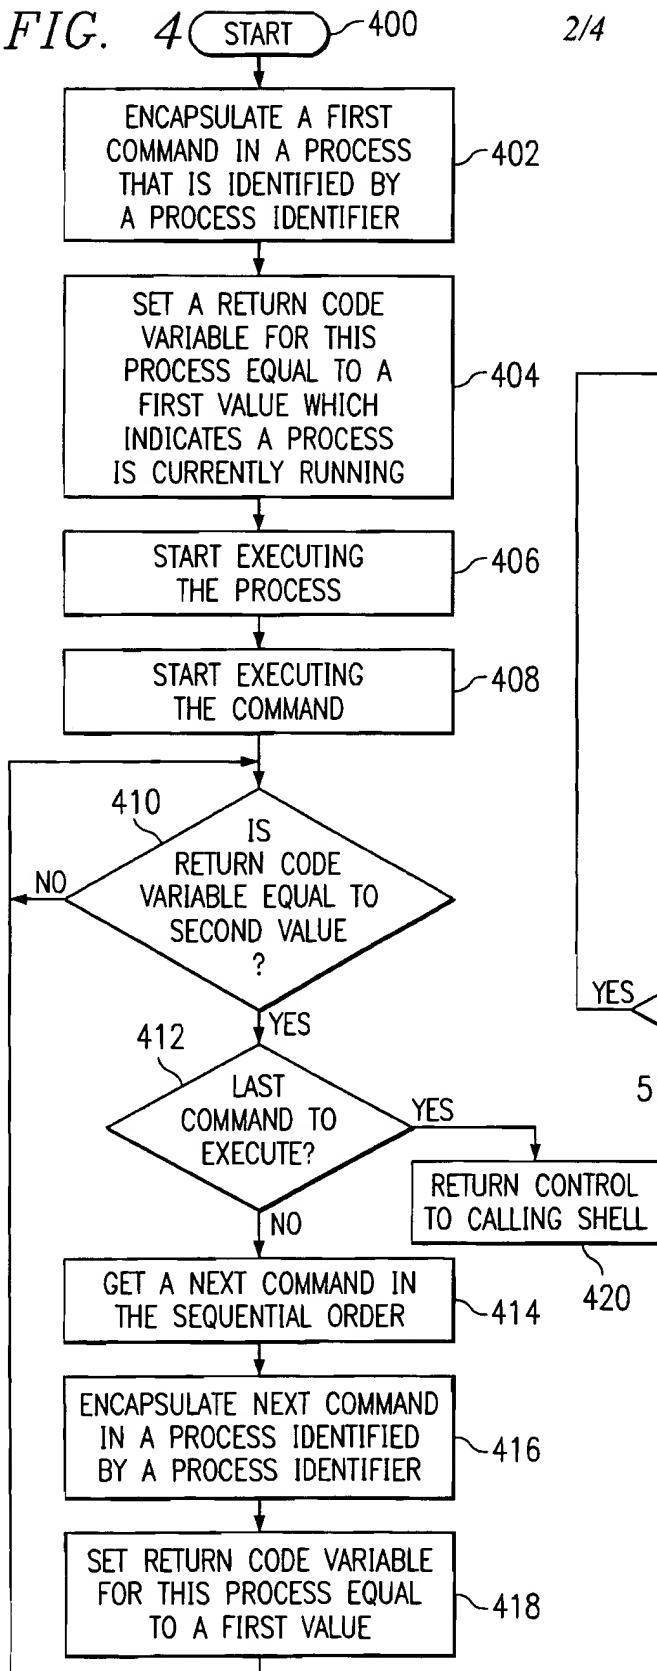 FIG. 4
START
400
2/4
ENCAPSULATE A FIRST
COMMAND IN A PROCESS
THAT IS IDENTIFIED BY
A PROCESS IDENTIFIER
402
SET A RETURN CODE
VARIABLE FOR THIS
PROCESS EQUAL TO A
FIRST VALUE WHICH
INDICATES A PROCESS
IS CURRENTLY RUNNING
404
START EXECUTING
THE PROCESS
406
START EXECUTING
THE COMMAND
408
410
IS
RETURN CODE
VARIABLE EQUAL TO
SECOND VALUE
?
NO
YES
YES
412
LAST
COMMAND TO
EXECUTE?
YES
5
RETURN CONTROL
TO CALLING SHELL
420
NO
GET A NEXT COMMAND IN
THE SEQUENTIAL ORDER
414
ENCAPSULATE NEXT COMMAND
IN A PROCESS IDENTIFIED
BY A PROCESS IDENTIFIER
416
SET RETURN CODE VARIABLE
FOR THIS PROCESS EQUAL
TO A FIRST VALUE
418